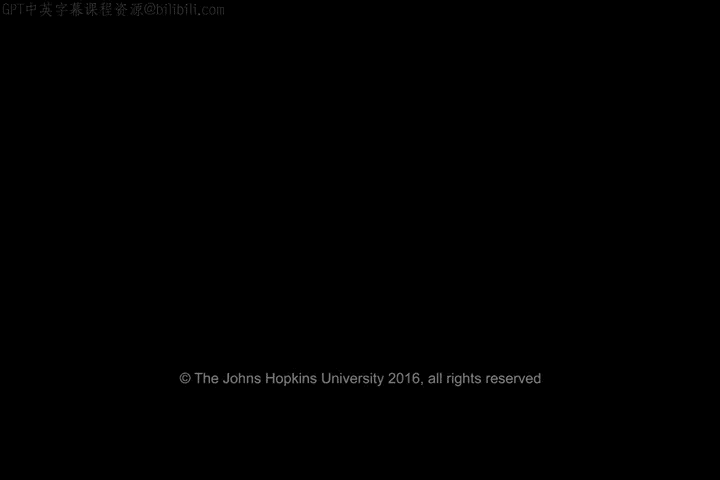 GPT中英字幕课程资源@bilibili.com
© The Johns Hopkins University 2016, all rights reserved